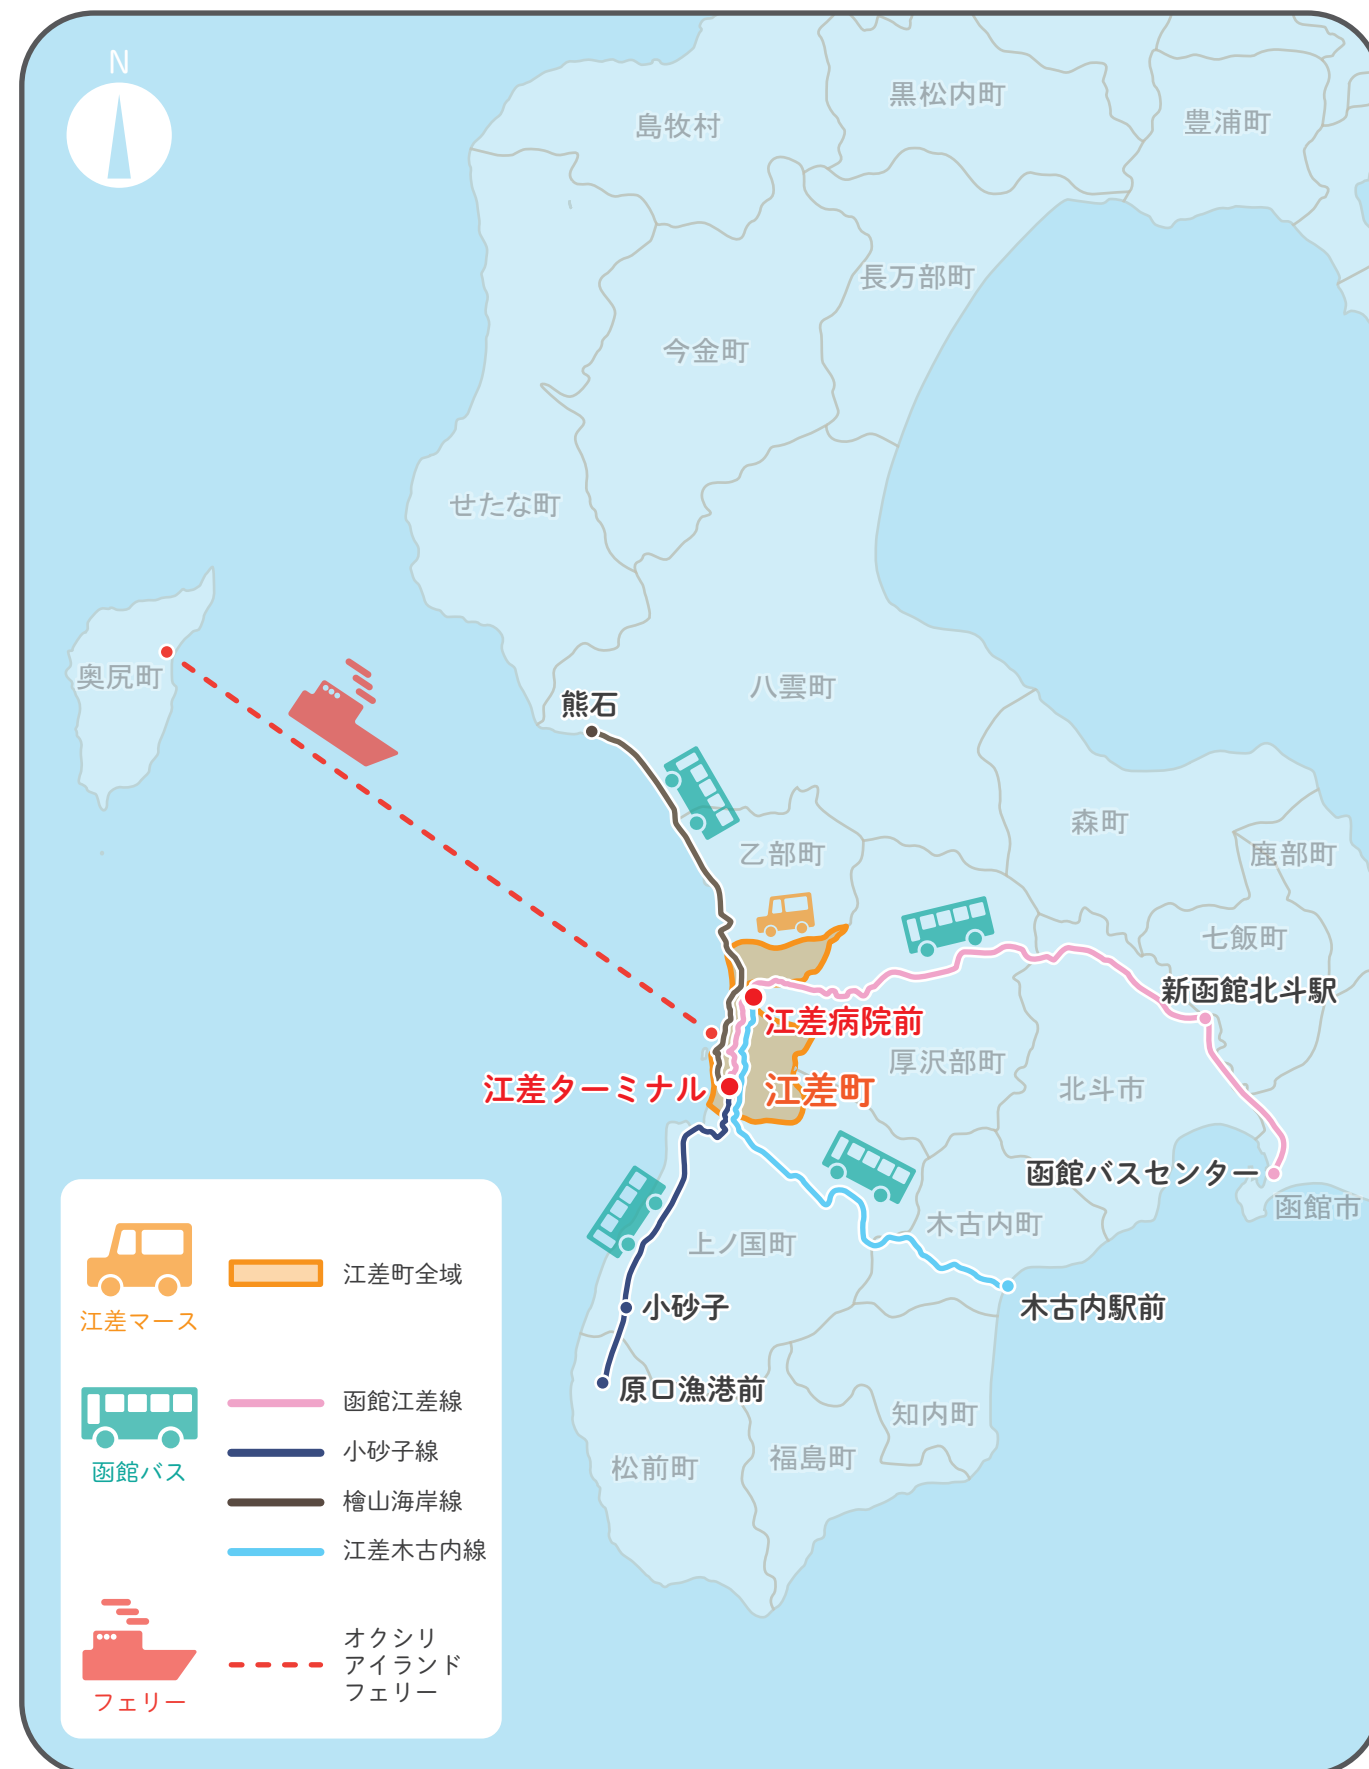 N
島牧村
黒松内町
豊浦町
長万部町
今金町
せたな町
奥尻町
熊石
八雲町
森町
乙部町
鹿部町
七飯町
新函館北斗駅
江差病院前
厚沢部町
江差ターミナル
江差町
北斗市
函館バスセンター
函館市
木古内町
上ノ国町
小砂子
木古内駅前
原口漁港前
知内町
福島町
松前町
江差マース
江差町全域
函館バス
函館江差線
小砂子線
檜山海岸線
江差木古内線
フェリー
オクシリ
アイランド
フェリー